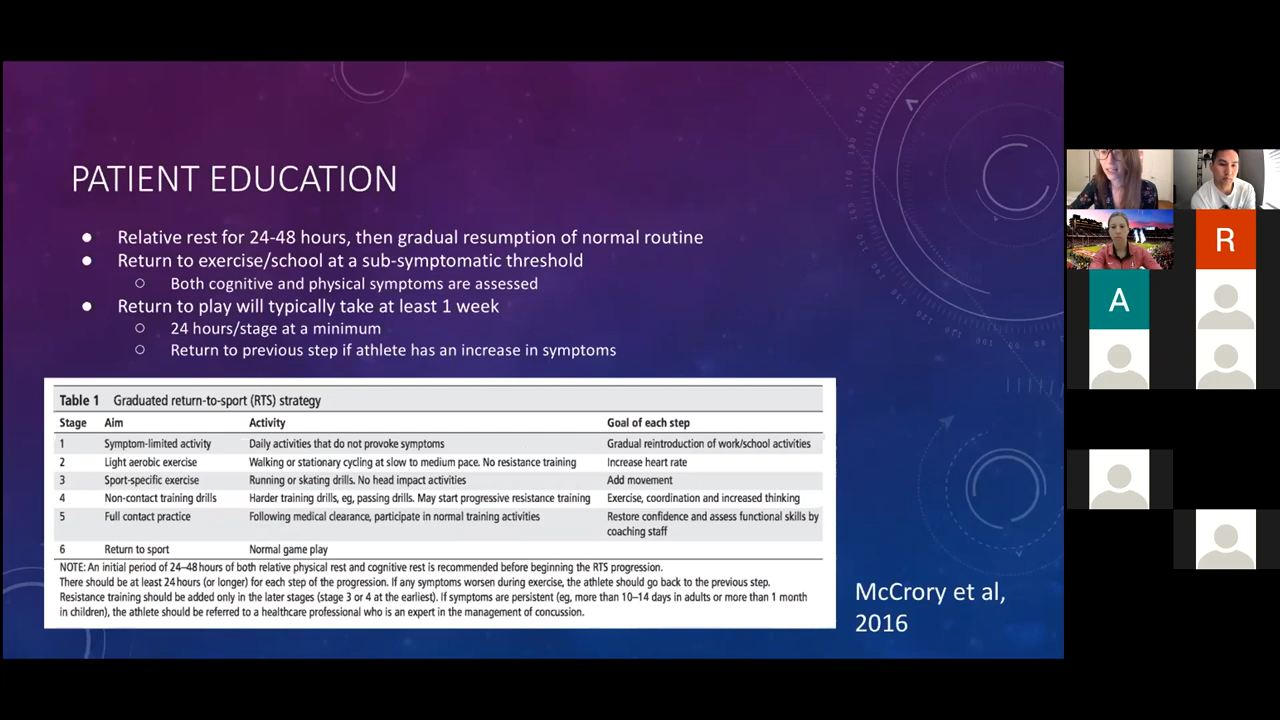 PATIENT EDUCATION
● Relative rest for 24-48 hours, then gradual resumption of normal routine
● Return to exercise/school at a sub-symptomatic threshold
○ Both cognitive and physical symptoms are assessed
● Return to play will typically take at least 1 week
○ 24 hours/stage at a minimum
○ Return to previous step if athlete has an increase in symptoms
Table 1 Graduated return-to-sport (RTS) strategy
Stage Aim Activity Goal of each step
1 Symptom-limited activity Daily activities that do not provoke symptoms Gradual reintroduction of work/school activities
2 Light aerobic exercise Walking or stationary cycling at slow to medium pace. No resistance training Increase heart rate
3 Sport-specific exercise Running or skating drills. No head impact activities Add movement
4 Non-contact training drills Harder training drills, eg, passing drills. May start progressive resistance training Exercise, coordination and increased thinking
5 Full contact practice Following medical clearance, participate in normal training activities Restore confidence and assess functional skills by
coaching staff
6 Return to sport Normal game play
NOTE: An initial period of 24–48 hours of both relative physical rest and cognitive rest is recommended before beginning the RTS progression.
There should be at least 24 hours (or longer) for each step of the progression. If any symptoms worsen during exercise, the athlete should go back to the previous step.
Resistance training should be added only in the later stages (stage 3 or 4 at the earliest). If symptoms are persistent (eg, more than 10–14 days in adults or more than 1 month
in children), the athlete should be referred to a healthcare professional who is an expert in the management of concussion.
McCrory et al,
2016
R
A